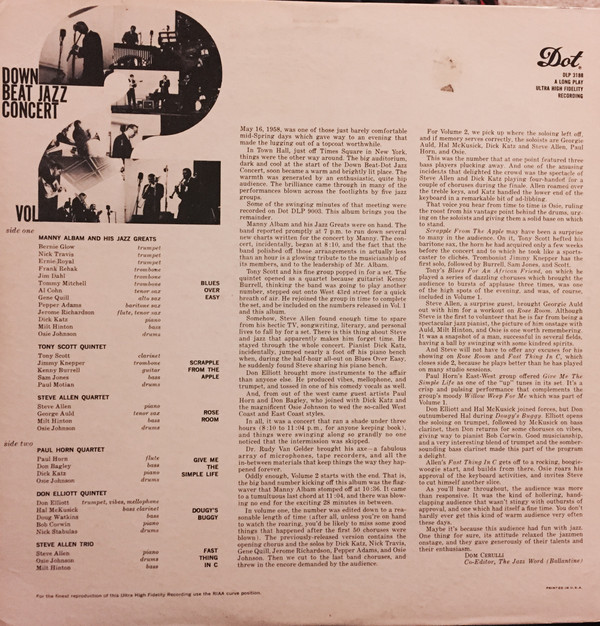 DOWN
BEAT JAZZ
CONCERT
VOL
2
Dot
DLP 3188
A LONG PLAY
ULTRA HIGH FIDELITY
RECORDING
side one
MANNY ALBAM AND HIS JAZZ GREATS
Bernie Glow trumpet
Nick Travis trumpet
Ernie Royal trumpet
Frank Rehak trombone
Jim Dahl trombone
Tommy Mitchell trombone BLUES
Al Cohn tenor sax OVER
Gene Quill alto sax EASY
Pepper Adams baritone sax
Jerome Richardson flute, tenor sax
Dick Katz piano
Milt Hinton bass
Osie Johnson drums
TONY SCOTT QUINTET
Tony Scott clarinet
Jimmy Knepper trombone SCRAPPLE
Kenny Burrell guitar FROM THE
Sam Jones bass APPLE
Paul Motian drums
STEVE ALLEN QUARTET
Steve Allen piano
George Auld tenor sax ROSE
Milt Hinton bass ROOM
Osie Johnson drums
side two
PAUL HORN QUARTET
Paul Horn flute GIVE ME
Don Bagley bass THE
Dick Katz piano SIMPLE LIFE
Osie Johnson drums
DON ELLIOTT QUINTET
Don Elliott trumpet, vibes, mellophone
Hal McKusick bass clarinet DOUGY'S
Doug Watkins bass BUGGY
Bob Corwin piano
Nick Stabulas drums
STEVE ALLEN TRIO
Steve Allen piano FAST
Osie Johnson drums THING
Milt Hinton bass IN C
May 16, 1958, was one of those just barely comfortable
mid-Spring days which gave way to an evening that
made the lugging out of a topcoat worthwhile.
In Town Hall, just off Times Square in New York,
things were the other way around. The big auditorium,
dark and cool at the start of the Down Beat-Dot Jazz
Concert, soon became a warm and brightly lit place. The
warmth was generated by an enthusiastic, quite hip
audience. The brilliance came through in many of the
performances blown across the footlights by five jazz
groups.
Some of the swinging minutes of that meeting were
recorded on Dot DLP 9003. This album brings you the
remainder.
Manny Albam and His Jazz Greats were on hand. The
band reported promptly at 7 p.m. to run down several
new charts written for the concert by Manny. The con-
cert, incidentally, began at 8:10, and the fact that the
band polished off those arrangements in actually less
than an hour is a glowing tribute to the musicianship of
its members, and to the leadership of Mr. Albam.
Tony Scott and his fine group popped in for a set. The
quintet opened as a quartet because guitarist Kenny
Burrell, thinking the band was going to play another
number, stepped out onto West 43rd street for a quick
breath of air. He rejoined the group in time to complete
the set, and be included on the numbers released in Vol. 1
and this album.
Somehow, Steve Allen found enough time to spare
from his hectic TV, songwriting, literary, and personal
lives to fall by for a set. There is this thing about Steve
and jazz that apparently makes him forget time. He
stayed through the whole concert. Pianist Dick Katz,
incidentally, jumped nearly a foot off his piano bench
when, during the half-hour all-out on Blues Over Easy,
he suddenly found Steve sharing his piano bench.
Don Elliott brought more instruments to the affair
than anyone else. He produced vibes, mellophone, and
trumpet, and tossed in one of his comedy vocals as well.
And, from out of the west came guest artists Paul
Horn and Don Bagley, who joined with Dick Katz and
the magnificent Osie Johnson to wed the so-called West
Coast and East Coast styles.
In all, it was a concert that ran a shade under three
hours (8:10 to 11:04 p.m., for anyone keeping book);
and things were swinging along so grandly no one
noticed that the intermission was skipped.
Dr. Rudy Van Gelder brought his axe—a fabulous
array of microphones, tape recorders, and all the
in-between materials that keep things the way they hap-
pened forever.
Oddly enough, Volume 2 starts with the end. That is,
the big band number kicking off this album was the flag-
waver that Manny Albam stomped off at 10:36. It came
to a tumultuous last chord at 11:04, and there was blow-
ing no end for the exciting 28 minutes in between.
In volume one, the number was edited down to a rea-
sonable length of time (after all, unless you're on hand
to watch the roaring, you'd be likely to miss some good
things that happened after the first 50 choruses were
blown). The previously-released version contains the
opening chorus and the solos by Dick Katz, Nick Travis,
Gene Quill, Jerome Richardson, Pepper Adams, and Osie
Johnson. Then we cut to the last band choruses, and
threw in the encore demanded by the audience.
For Volume 2, we pick up where the soloing left off,
and if memory serves correctly, the soloists are Georgie
Auld, Hal McKusick, Dick Katz and Steve Allen, Paul
Horn, and Osie.
This was the number that at one point featured three
bass players plucking away. And one of the amusing
incidents that delighted the crowd was the spectacle of
Steve Allen and Dick Katz playing four-handed for a
couple of choruses during the finale. Allen roamed over
the treble keys, and Katz handled the lower end of the
keyboard in a remarkable bit of ad-libbing.
That voice you hear from time to time is Osie, ruling
the roost from his vantage point behind the drums, urg-
ing on the soloists and giving them a solid base on which
to stand.
Scrapple From The Apple may have been a surprise
to many in the audience. On it, Tony Scott hefted his
baritone sax, the horn he had acquired only a few weeks
before the concert and to which he took like a sports-
caster to clichés. Trombonist Jimmy Knepper has the
first solo, followed by Burrell, Sam Jones, and Scott.
Tony's Blues For An African Friend, on which he
played a series of dazzling choruses which brought the
audience to bursts of applause three times, was one
of the high spots of the evening, and was, of course,
included in Volume 1.
Steve Allen, a surprise guest, brought Georgie Auld
out with him for a workout on Rose Room. Although
Steve is the first to volunteer that he is far from being a
spectacular jazz pianist, the picture of him onstage with
Auld, Milt Hinton, and Osie is one worth remembering.
It was a snapshot of a man, successful in several fields,
having a ball by swinging with some kindred spirits.
And Steve will not have to offer any excuses for his
showing on Rose Room and Fast Thing In C, which
closes side 2, because he plays better than he has played
on many studio sessions.
Paul Horn's East-West group offered Give Me The
Simple Life as one of the "up" tunes in its set. It's a
crisp and pulsing performance that complements the
group's moody Willow Weep For Me which was part of
Volume 1.
Don Elliott and Hal McKusick joined forces, but Don
outnumbered Hal during Dougy's Buggy. Elliott opens
the soloing on trumpet, followed by McKusick on bass
clarinet, then Don returns for some choruses on vibes,
giving way to pianist Bob Corwin. Good musicianship,
and a very interesting blend of trumpet and the somber-
sounding bass clarinet made this part of the program
a delight.
Allen's Fast Thing In C gets off to a rocking, boogie-
woogie start, and builds from there. Osie roars his
approval of the keyboard activities, and invites Steve
to cut himself another slice.
As you'll hear throughout, the audience was more
than responsive. It was the kind of hollering, hand-
clapping audience that wasn't stingy with outbursts of
approval, and one which had itself a fine time. You don't
hardly ever get this kind of warm audience very often
these days.
Maybe it's because this audience had fun with jazz.
One thing for sure, its attitude relaxed the jazzmen
onstage, and they gave generously of their talents and
their enthusiasm.
DOM CERULLI
Co-Editor, The Jazz Word (Ballantine)
For the finest reproduction of this Ultra High Fidelity Recording use the RIAA curve position.
PRINTED IN U.S.A.